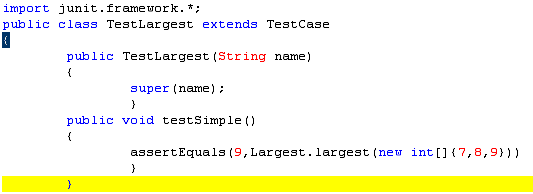 import junit.framework.*;
public class TestLargest extends TestCase
{
public TestLargest(String name)
{
super(name);
}
public void testSimple()
{
assertEquals(9,Largest.largest(new int[]{7,8,9}))
}
}